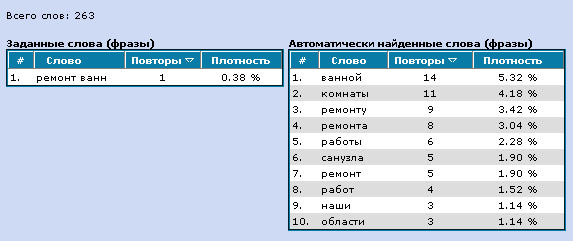 Всего слов: 263
Заданные слова (фразы)
# Слово Повторы Плотность
1. ремонт ванн 1 0.38 %
Автоматически найденные слова (фразы)
# Слово Повторы Плотность
1. ванной 14 5.32 %
2. комнаты 11 4.18 %
3. ремонту 9 3.42 %
4. ремонта 8 3.04 %
5. работы 6 2.28 %
6. санузла 5 1.90 %
7. ремонт 5 1.90 %
8. работ 4 1.52 %
9. наши 3 1.14 %
10. области 3 1.14 %